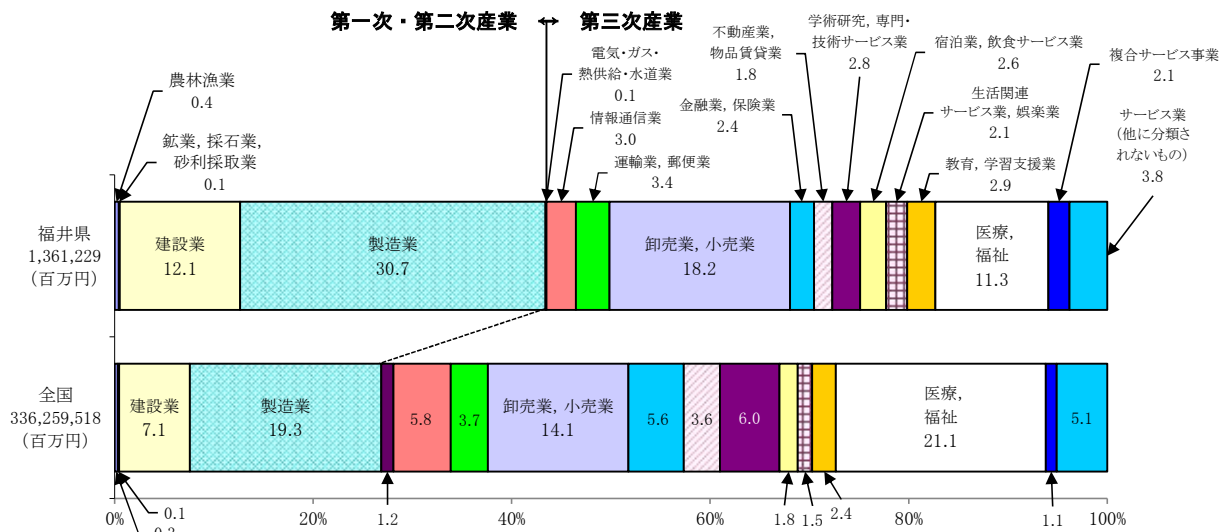 第一次・第二次産業 ↔ 第三次産業
農林漁業
0.4
鉱業, 採石業,
砂利採取業
0.1
電気・ガス・
熱供給・水道業
0.1
情報通信業
3.0
運輸業, 郵便業
3.4
金融業, 保険業
2.4
不動産業,
物品賃貸業
1.8
学術研究, 専門・
技術サービス業
2.8
宿泊業, 飲食サービス業
2.6
生活関連
サービス業, 娯楽業
2.1
教育, 学習支援業
2.9
複合サービス事業
2.1
サービス業
(他に分類さ
れないもの)
3.8
福井県
1,361,229
(百万円)
建設業
12.1
製造業
30.7
卸売業, 小売業
18.2
医療,
福祉
11.3
全国
336,259,518
(百万円)
建設業
7.1
製造業
19.3
5.8
3.7
卸売業, 小売業
14.1
5.6
3.6
6.0
医療,
福祉
21.1
5.1
0.1
1.2
1.8
1.5
2.4
1.1
0%
20%
40%
60%
80%
100%